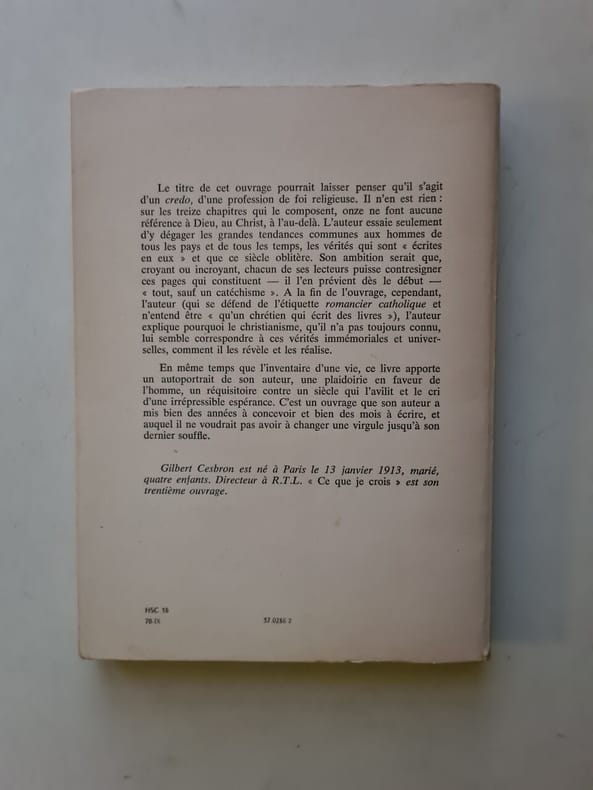 Le titre de cet ouvrage pourrait laisser penser qu'il s'agit
d'un credo, d'une profession de foi religieuse. Il n'en est rien :
sur les treize chapitres qui le composent, onze ne font aucune
référence à Dieu, au Christ, à l'au-delà. L'auteur essaie seulement
d'y dégager les grandes tendances communes aux hommes de
tous les pays et de tous les temps, les vérités qui sont « écrites
en eux » et que ce siècle oblitère. Son ambition serait que,
croyant ou incroyant, chacun de ses lecteurs puisse contresigner
ces pages qui constituent — il l'en prévient dès le début —
« tout, sauf un catéchisme ». A la fin de l'ouvrage, cependant,
l'auteur (qui se défend de l'étiquette romancier catholique et
n'entend être « qu'un chrétien qui écrit des livres »), l'auteur
explique pourquoi le christianisme, qu'il n'a pas toujours connu,
lui semble correspondre à ces vérités immémoriales et univer-
selles, comment il les révèle et les réalise.
En même temps que l'inventaire d'une vie, ce livre apporte
un autoportrait de son auteur, une plaidoirie en faveur de
l'homme, un réquisitoire contre un siècle qui l'avilit et le cri
d'une irrépressible espérance. C'est un ouvrage que son auteur a
mis bien des années à concevoir et bien des mois à écrire, et
auquel il ne voudrait pas avoir à changer une virgule jusqu'à son
dernier souffle.
Gilbert Cesbron est né à Paris le 13 janvier 1913, marié,
quatre enfants. Directeur à R.T.L. « Ce que je crois » est son
trentième ouvrage.
HSC 18
70-IX 37.0286 2